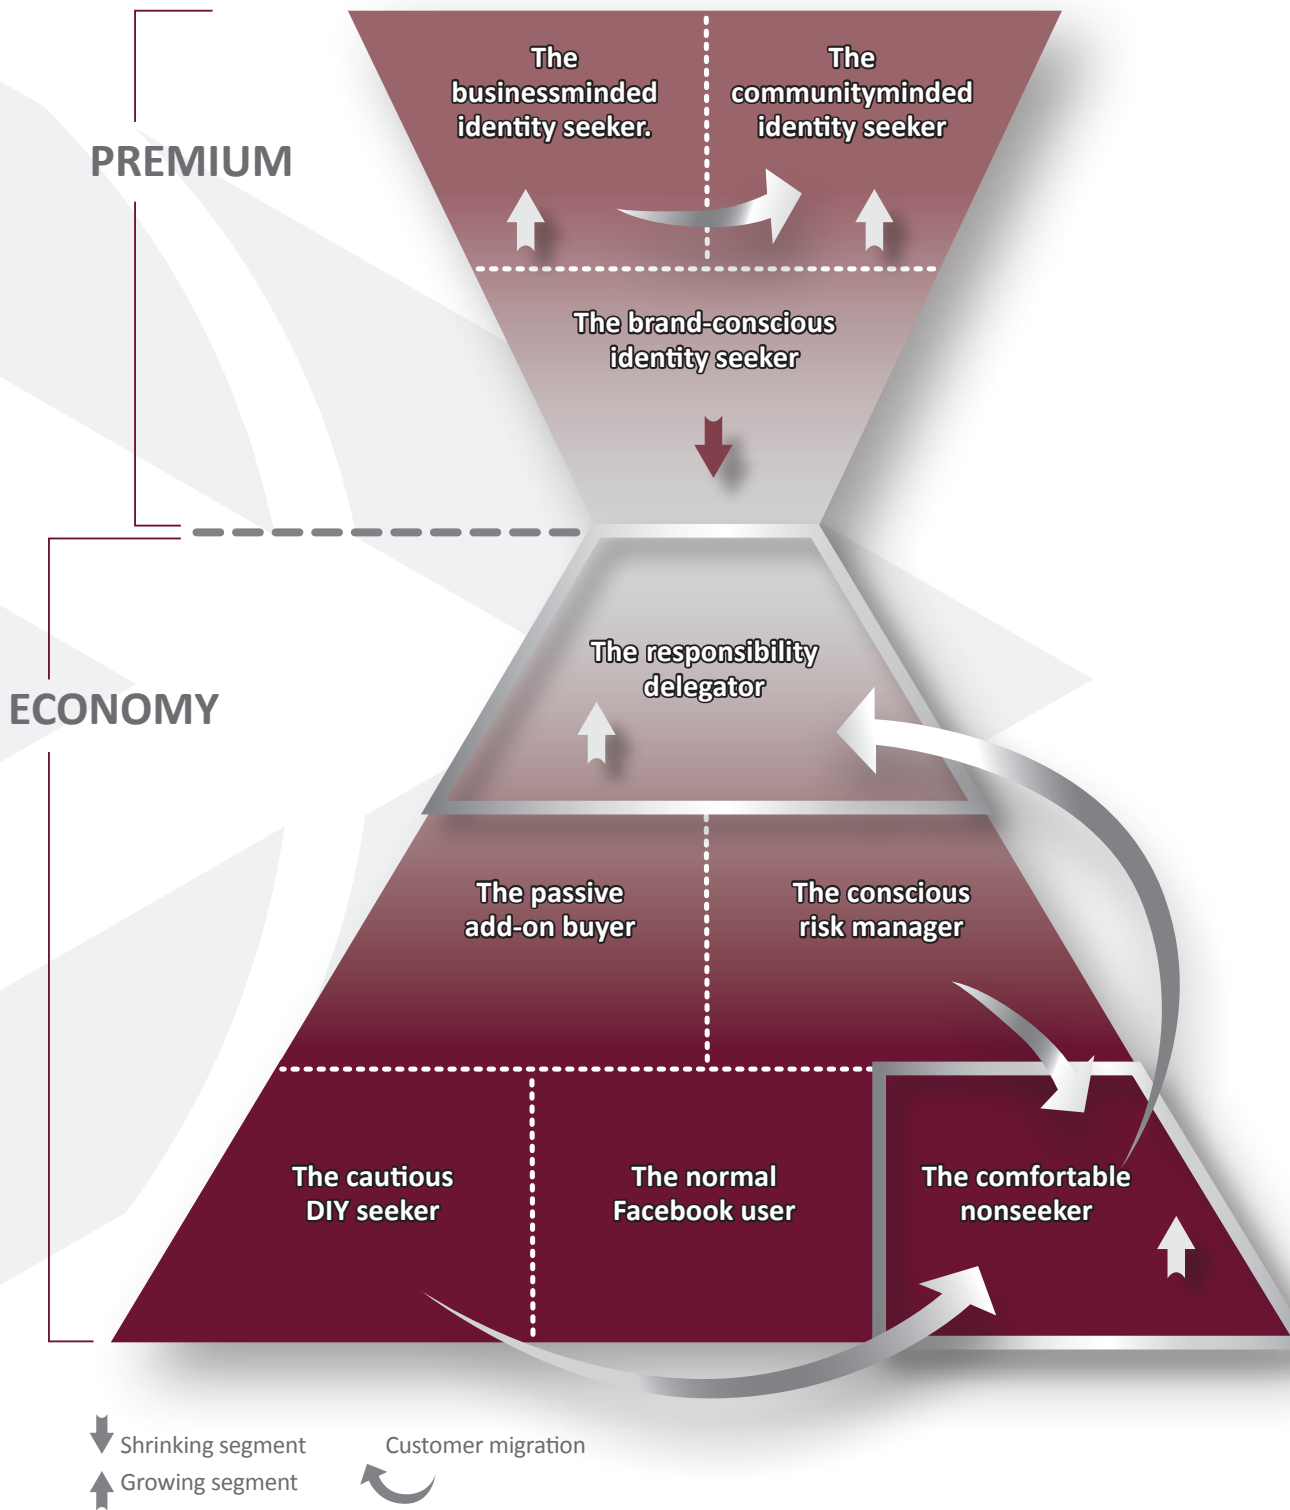 The
businessminded
identity seeker.
The
communityminded
identity seeker
PREMIUM
The brand-conscious
identity seeker
The responsibility
delegator
ECONOMY
The passive
add-on buyer
The conscious
risk manager
The cautious
DIY seeker
The normal
Facebook user
The comfortable
nonseeker
Shrinking segment
Customer migration
Growing segment